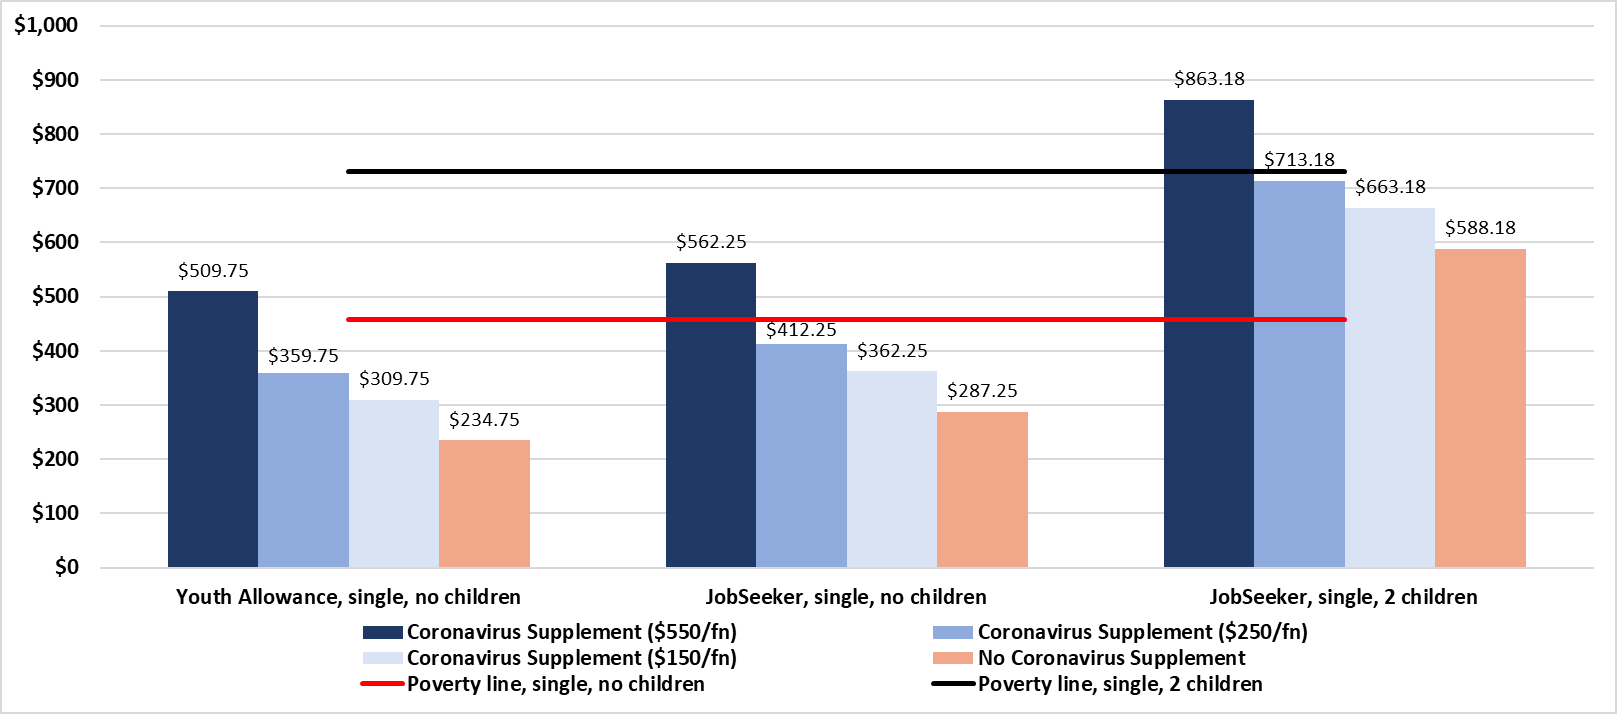 $1,000
$900
$800
$700
$600
$500
$400
$300
$200
$100
$0
$509.75
$359.75
$309.75
$234.75
$562.25
$412.25
$362.25
$287.25
$863.18
$713.18
$663.18
$588.18
Youth Allowance, single, no children
JobSeeker, single, no children
JobSeeker, single, 2 children
Coronavirus Supplement ($550/fn)
Coronavirus Supplement ($250/fn)
Coronavirus Supplement ($150/fn)
No Coronavirus Supplement
Poverty line, single, no children
Poverty line, single, 2 children